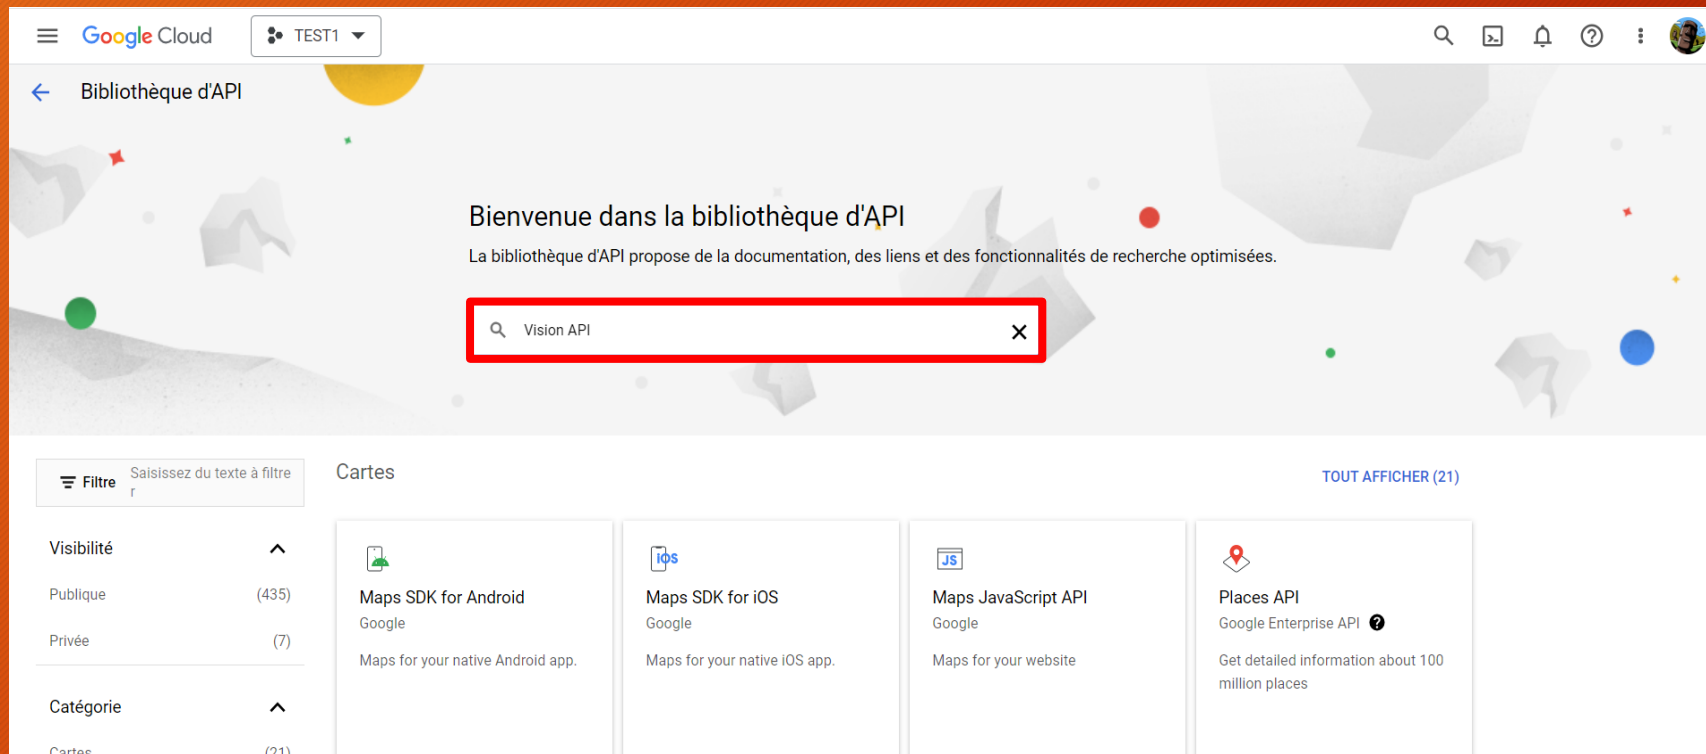 Google Cloud
TEST1
Bibliothèque d'API
Bienvenue dans la bibliothèque d'API
La bibliothèque d'API propose de la documentation, des liens et des fonctionnalités de recherche optimisées.
Vision API
Filtre
Saisissez du texte à filtre
r
Visibilité
Publique (435)
Privée (7)
Catégorie
Cartes (21)
Cartes
TOUT AFFICHER (21)
iOS
JS
Maps SDK for Android
Google
Maps for your native Android app.
Maps SDK for iOS
Google
Maps for your native iOS app.
Maps JavaScript API
Google
Maps for your website
Places API
Google Enterprise API
Get detailed information about 100
million places